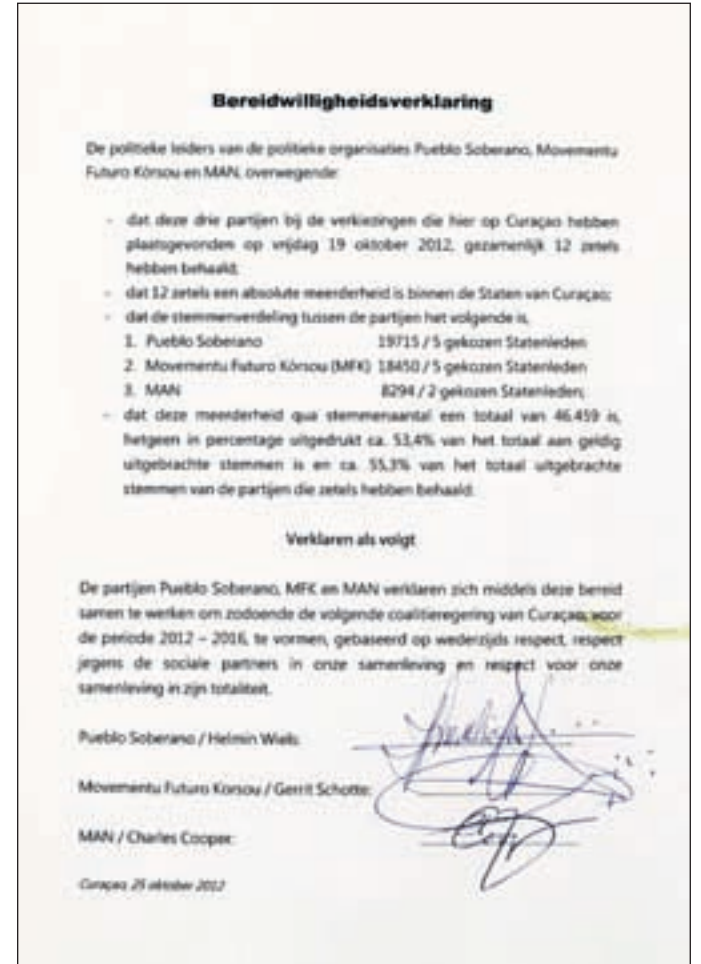 Bereidwilligheidsverklaring
De politieke leiders van de politieke organisaties Pueblo Soberano, Movementu
Futuro Kòrsou en MAN, overwegende:
- dat deze drie partijen bij de verkiezingen die hier op Curaçao hebben
plaatsgevonden op vrijdag 19 oktober 2012, gezamenlijk 12 zetels
hebben behaald;
- dat 12 zetels een absolute meerderheid is binnen de Staten van Curaçao;
- dat de stemmenverdeling tussen de partijen het volgende is,
1. Pueblo Soberano 19715 / 5 gekozen Statenleden
2. Movementu Futuro Kòrsou (MFK) 18450 / 5 gekozen Statenleden
3. MAN 8294 / 2 gekozen Statenleden;
- dat deze meerderheid qua stemmenaantal een totaal van 46.459 is,
hetgeen in percentage uitgedrukt ca. 53,4% van het totaal aan geldig
uitgebrachte stemmen is en ca. 55,3% van het totaal uitgebrachte
stemmen van de partijen die zetels hebben behaald.
Verklaren als volgt
De partijen Pueblo Soberano, MFK en MAN verklaren zich middels deze bereid
samen te werken om zodoende de volgende coalitieregering van Curaçao, voor
de periode 2012 – 2016, te vormen, gebaseerd op wederzijds respect, respect
jegens de sociale partners in onze samenleving en respect voor onze
samenleving in zijn totaliteit.
Pueblo Soberano / Helmin Wiels:
Movementu Futuro Korsou / Gerrit Schotte:
MAN / Charles Cooper:
Curaçao, 25 oktober 2012